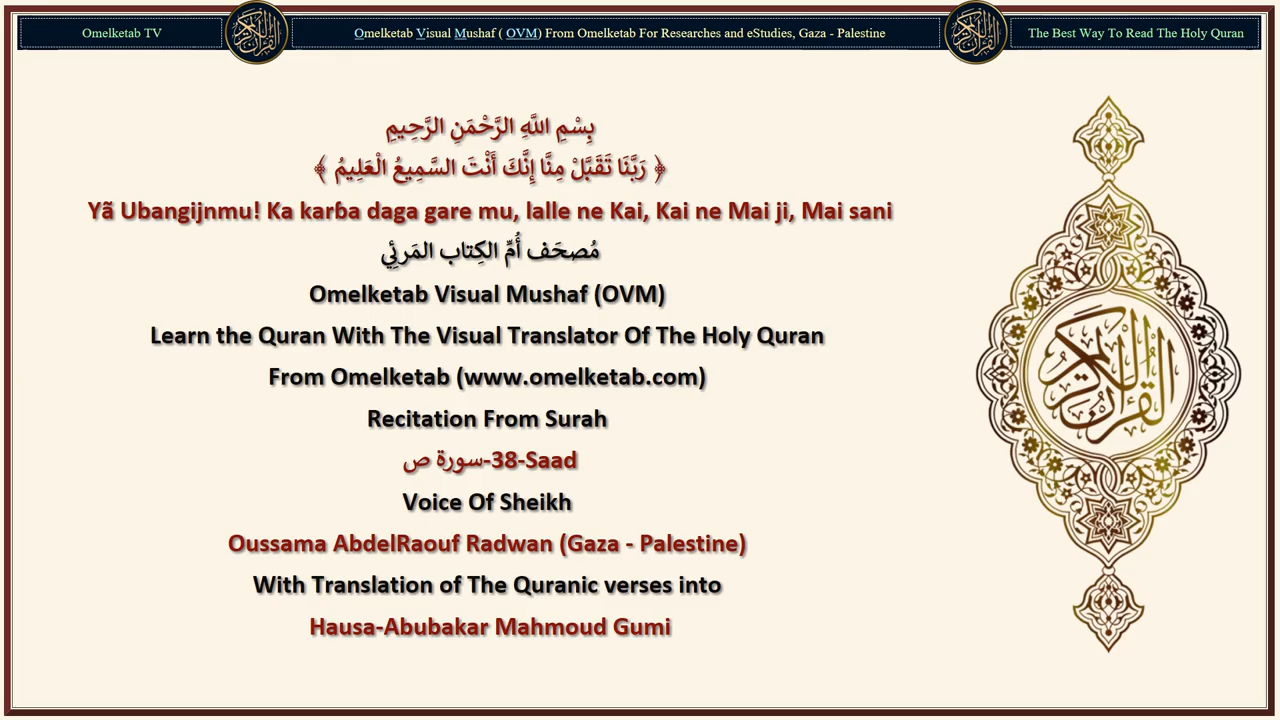 Omelketab TV
Omelketab Visual Mushaf ( OVM) From Omelketab For Researches and eStudies, Gaza - Palestine
The Best Way To Read The Holy Quran
بِسْمِ اللَّهِ الرَّحْمَنِ الرَّحِيمِ
﴿ رَبَّنَا تَقَبَّلْ مِنَّا إِنَّكَ أَنْتَ السَّمِيعُ الْعَلِيمُ ﴾
Yã Ubangijnmu! Ka karɓa daga gare mu, lalle ne Kai, Kai ne Mai ji, Mai sani
مُصحَف أُمِّ الكِتاب المَرئِي
Omelketab Visual Mushaf (OVM)
Learn the Quran With The Visual Translator Of The Holy Quran
From Omelketab (www.omelketab.com)
Recitation From Surah
سورة ص-38-Saad
Voice Of Sheikh
Oussama AbdelRaouf Radwan (Gaza - Palestine)
With Translation of The Quranic verses into
Hausa-Abubakar Mahmoud Gumi
القرآن الكريم